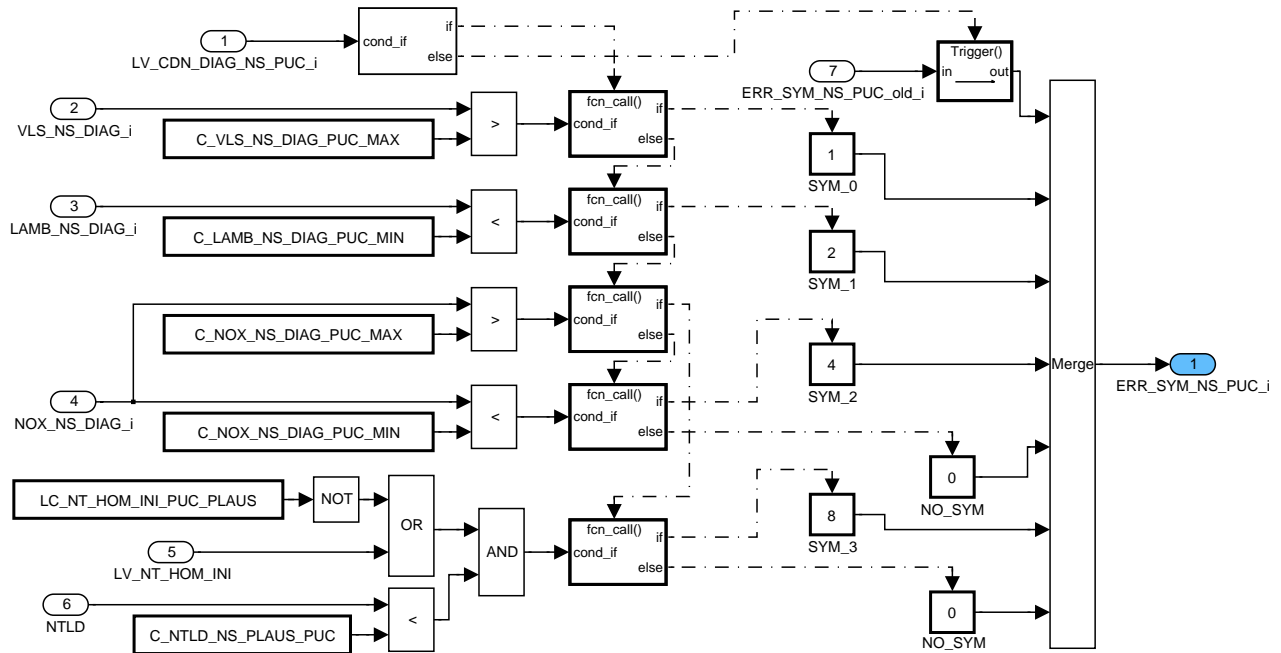 1
LV_CDN_DIAG_NS_PUC_i
cond_if
if
else
7
ERR_SYM_NS_PUC_old_i
Trigger()
in
out
2
VLS_NS_DIAG_i
C_VLS_NS_DIAG_PUC_MAX
>
fcn_call()
cond_if
if
else
1
SYM_0
3
LAMB_NS_DIAG_i
C_LAMB_NS_DIAG_PUC_MIN
<
fcn_call()
cond_if
if
else
2
SYM_1
C_NOX_NS_DIAG_PUC_MAX
>
fcn_call()
cond_if
if
else
4
SYM_2
Merge
1
ERR_SYM_NS_PUC_i
4
NOX_NS_DIAG_i
C_NOX_NS_DIAG_PUC_MIN
<
fcn_call()
cond_if
if
else
0
NO_SYM
LC_NT_HOM_INI_PUC_PLAUS
NOT
OR
5
LV_NT_HOM_INI
AND
fcn_call()
cond_if
if
else
8
SYM_3
6
NTLD
C_NTLD_NS_PLAUS_PUC
<
0
NO_SYM